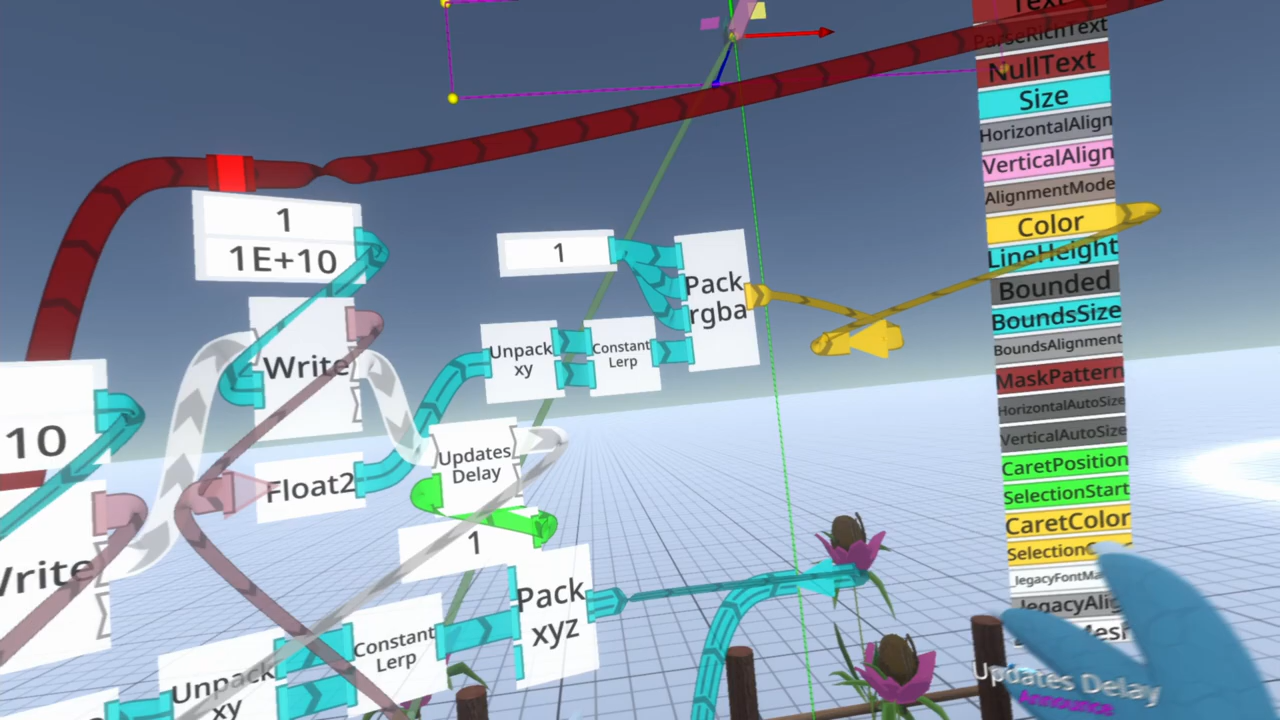 Text
ParseRichText
NullText
Size
HorizontalAlign
VerticalAlign
AlignmentMode
Color
LineHeight
Bounded
BoundsSize
BoundsAlignment
MaskPattern
HorizontalAutoSize
VerticalAutoSize
CaretPosition
SelectionStart
CaretColor
1
1E+10
Write
1
Pack
rgba
Unpack
xy
Constant
Lerp
10
Float2
Updates
Delay
1
Write
Pack
xyz
Constant
Lerp
Unpack
xy
Updates Delay
Announce